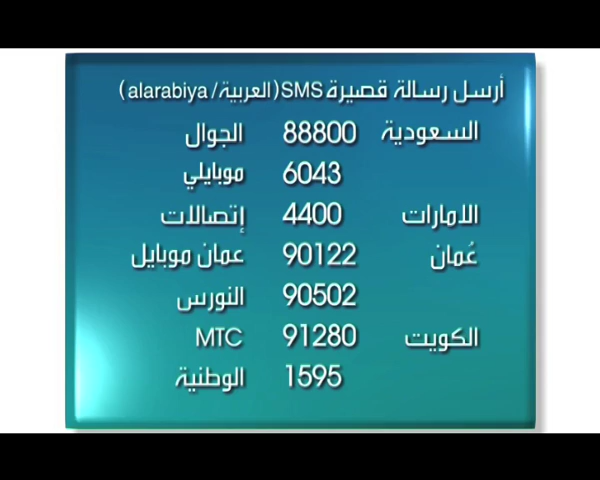 أرسل رسالة قصيرة SMS (العربية/ alarabiya)
السعودية 88800 الجوال
6043 موبايلي
الامارات 4400 إتصالات
عُمان 90122 عمان موبايل
90502 النورس
الكويت 91280 MTC
1595 الوطنية